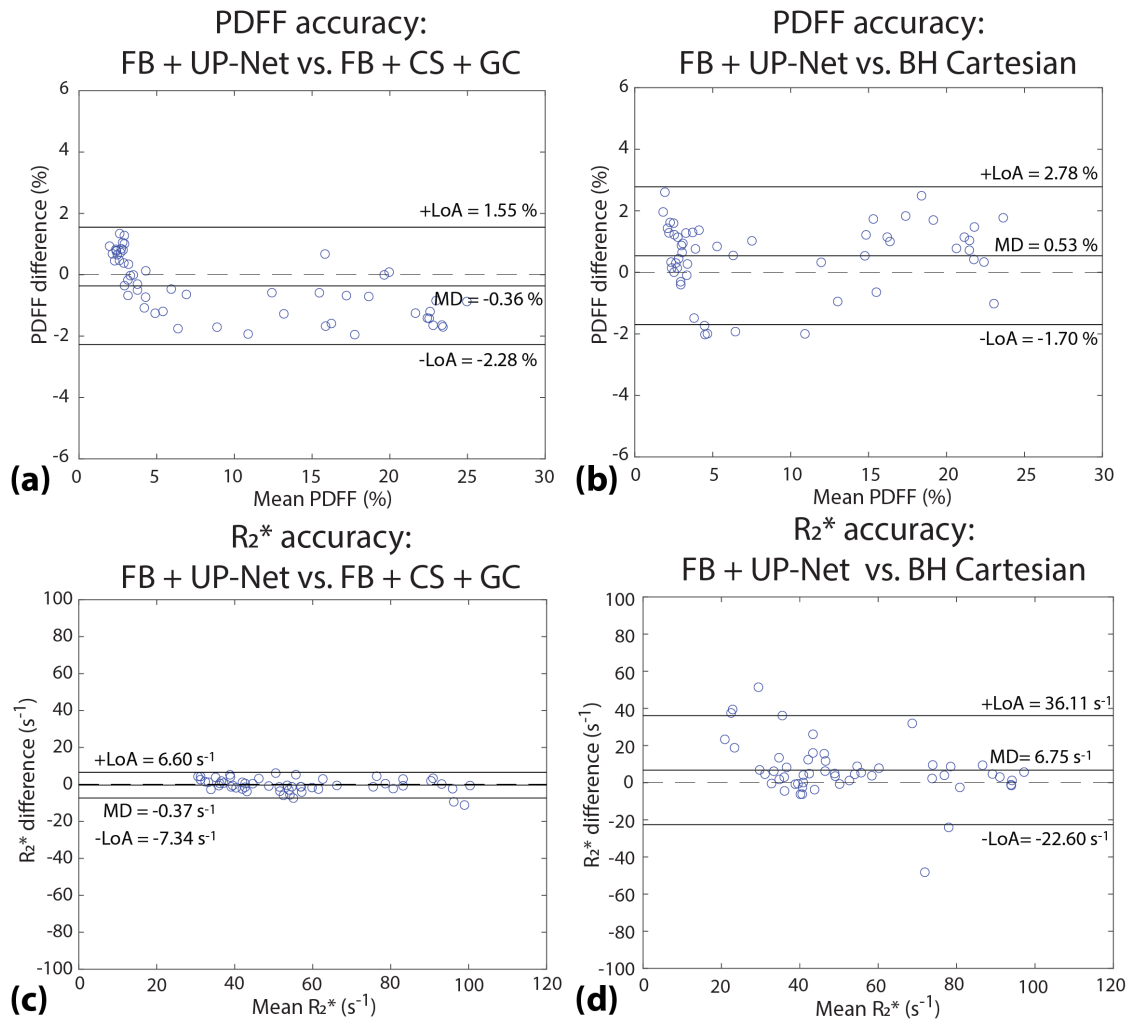 PDFF accuracy:
FB + UP-Net vs. FB + CS + GC
6
4
2
0
-2
-4
-6
PDFF difference (%)
+LoA = 1.55 %
MD = -0.36 %
-LoA = -2.28 %
0
5
10
15
20
25
30
Mean PDFF (%)
(a)
PDFF accuracy:
FB + UP-Net vs. BH Cartesian
6
4
2
0
-2
-4
-6
PDFF difference (%)
+LoA = 2.78 %
MD = 0.53 %
-LoA = -1.70 %
0
5
10
15
20
25
30
Mean PDFF (%)
(b)
R₂* accuracy:
FB + UP-Net vs. FB + CS + GC
100
80
60
40
20
0
-20
-40
-60
-80
-100
R₂* difference (s⁻¹)
+LoA = 6.60 s⁻¹
MD = -0.37 s⁻¹
-LoA = -7.34 s⁻¹
0
20
40
60
80
100
120
Mean R₂* (s⁻¹)
(c)
R₂* accuracy:
FB + UP-Net vs. BH Cartesian
100
80
60
40
20
0
-20
-40
-60
-80
-100
R₂* difference (s⁻¹)
+LoA = 36.11 s⁻¹
MD= 6.75 s⁻¹
-LoA= -22.60 s⁻¹
0
20
40
60
80
100
120
Mean R₂* (s⁻¹)
(d)